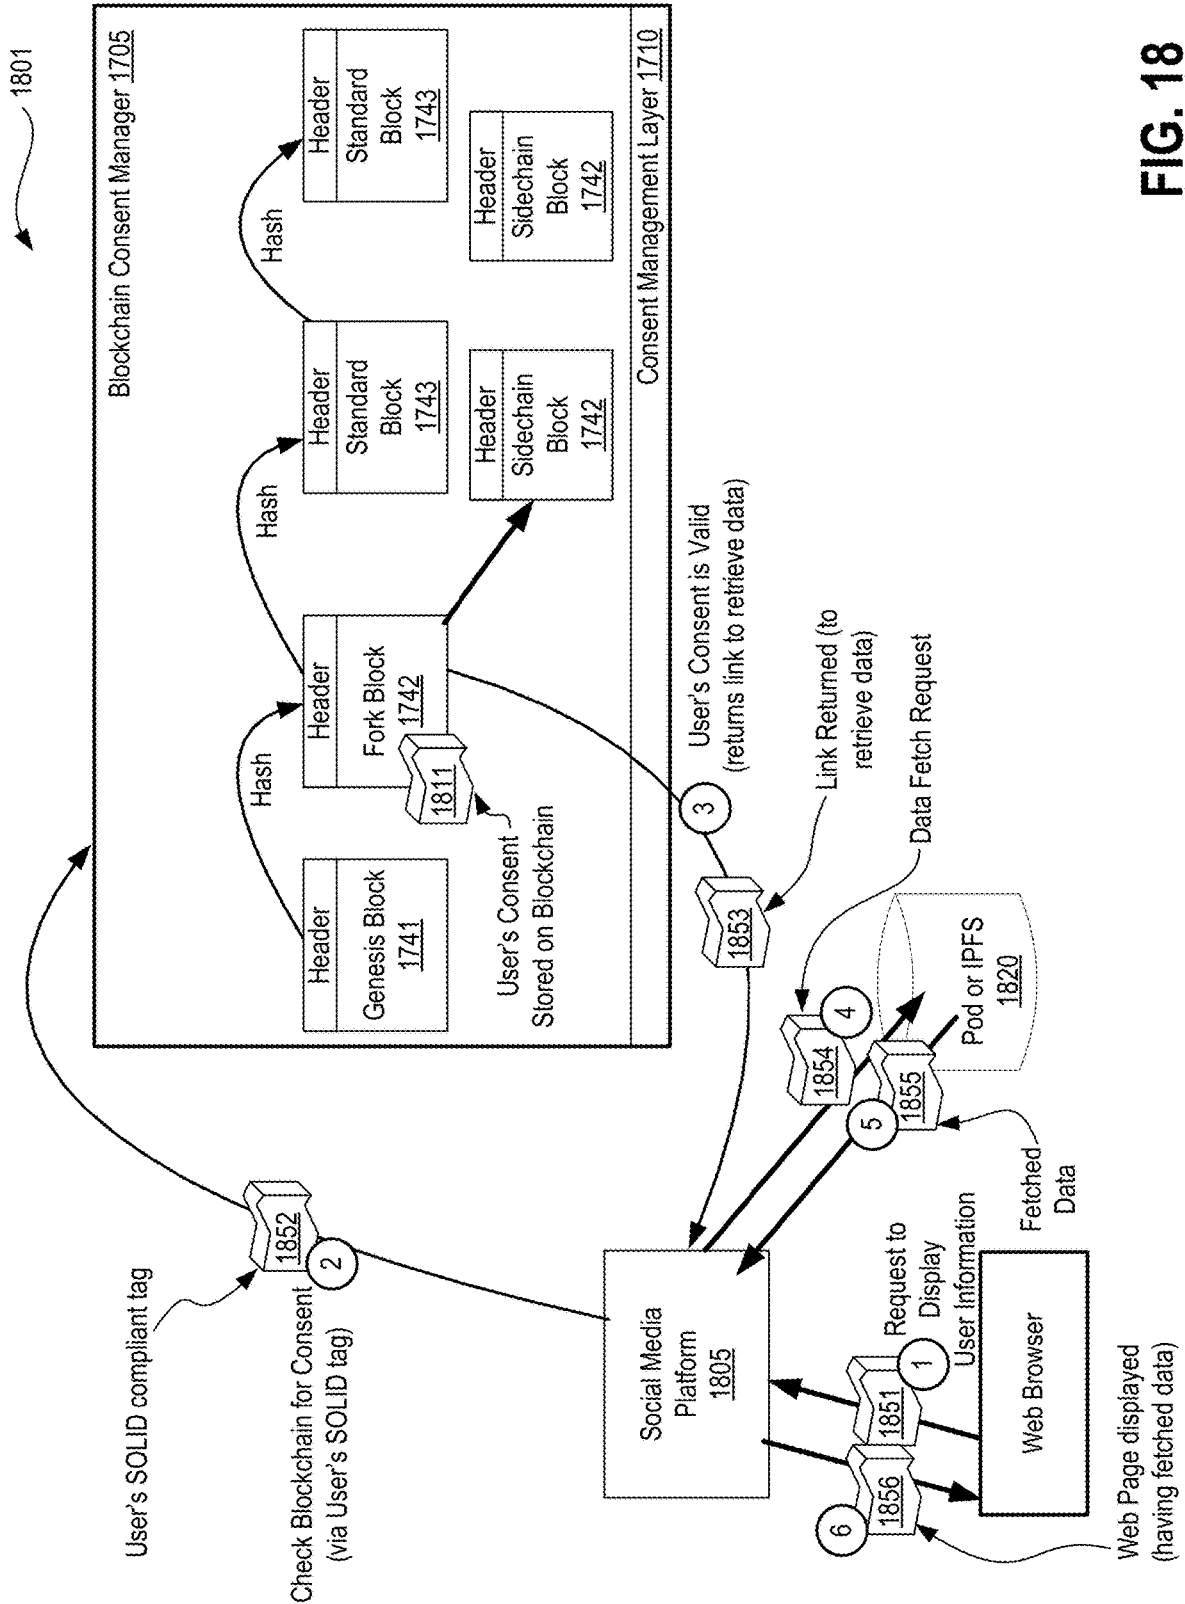 1801
Blockchain Consent Manager 1705
Header
Genesis Block
1741
Hash
Header
Fork Block
1742
1811
User's Consent
Stored on Blockchain
Hash
Header
Standard
Block
1743
Hash
Header
Standard
Block
1743
Header
Sidechain
Block
1742
Header
Sidechain
Block
1742
Consent Management Layer 1710
User's SOLID compliant tag
1852
2
Check Blockchain for Consent
(via User's SOLID tag)
3
User's Consent is Valid
(returns link to retrieve data)
1853
Link Returned (to
retrieve data)
Data Fetch Request
1854
4
Pod or IPFS
1820
1855
5
Fetched
Data
Social Media
Platform
1805
Request to
Display
User Information
1851
1
1856
6
Web Browser
Web Page displayed
(having fetched data)
FIG. 18